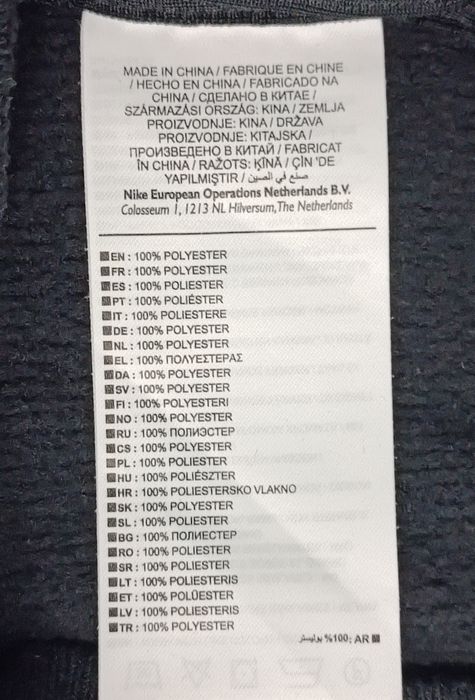 MADE IN CHINA / FABRIQUE EN CHINE
/ HECHO EN CHINA / FABRICADO NA
CHINA / СДЕЛАНО В КИТАЕ /
SZÁRMAZÁSI ORSZÁG: KINA / ZEMLJA
PROIZVODNJE: KINA / DRŽAVA
PROIZVODNJE: KITAJSKA /
ПРОИЗВЕДЕНО В КИТАЙ / FABRICAT
ÎN CHINA / RAŽOTS: ĶĪNĀ / ÇİN 'DE
YAPILMIŞTIR / صنع في الصين
Nike European Operations Netherlands B.V.
Colosseum 1, 1213 NL Hilversum, The Netherlands
EN : 100% POLYESTER
FR : 100% POLYESTER
ES : 100% POLIESTER
PT : 100% POLIÉSTER
IT : 100% POLIESTERE
DE : 100% POLYESTER
NL : 100% POLYESTER
EL : 100% ΠΟΛΥΕΣΤΕΡΑΣ
DA : 100% POLYESTER
SV : 100% POLYESTER
FI : 100% POLYESTERI
NO : 100% POLYESTER
RU : 100% ПОЛИЭСТЕР
CS : 100% POLYESTER
PL : 100% POLIESTER
HU : 100% POLIÉSZTER
HR : 100% POLIESTERSKO VLAKNO
SK : 100% POLYESTER
SL : 100% POLIESTER
BG : 100% ПОЛИЕСТЕР
RO : 100% POLIESTER
SR : 100% POLIESTER
LT : 100% POLIESTERIS
ET : 100% POLÜESTER
LV : 100% POLIESTERIS
TR : 100% POLYESTER
AR :100% بوليستر